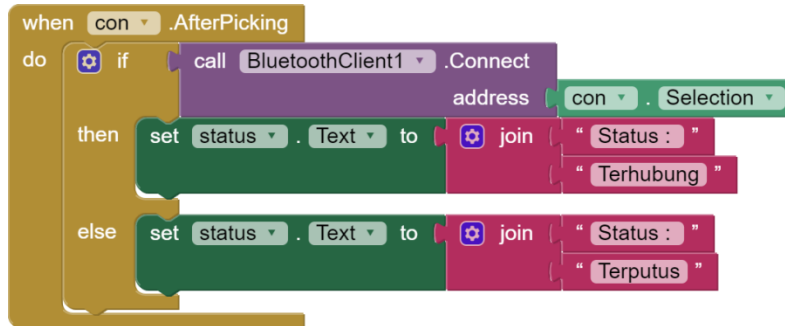 when con .AfterPicking
do if call BluetoothClient1 .Connect
address con . Selection
then set status . Text to join " Status : "
" Terhubung "
else set status . Text to join " Status : "
" Terputus "